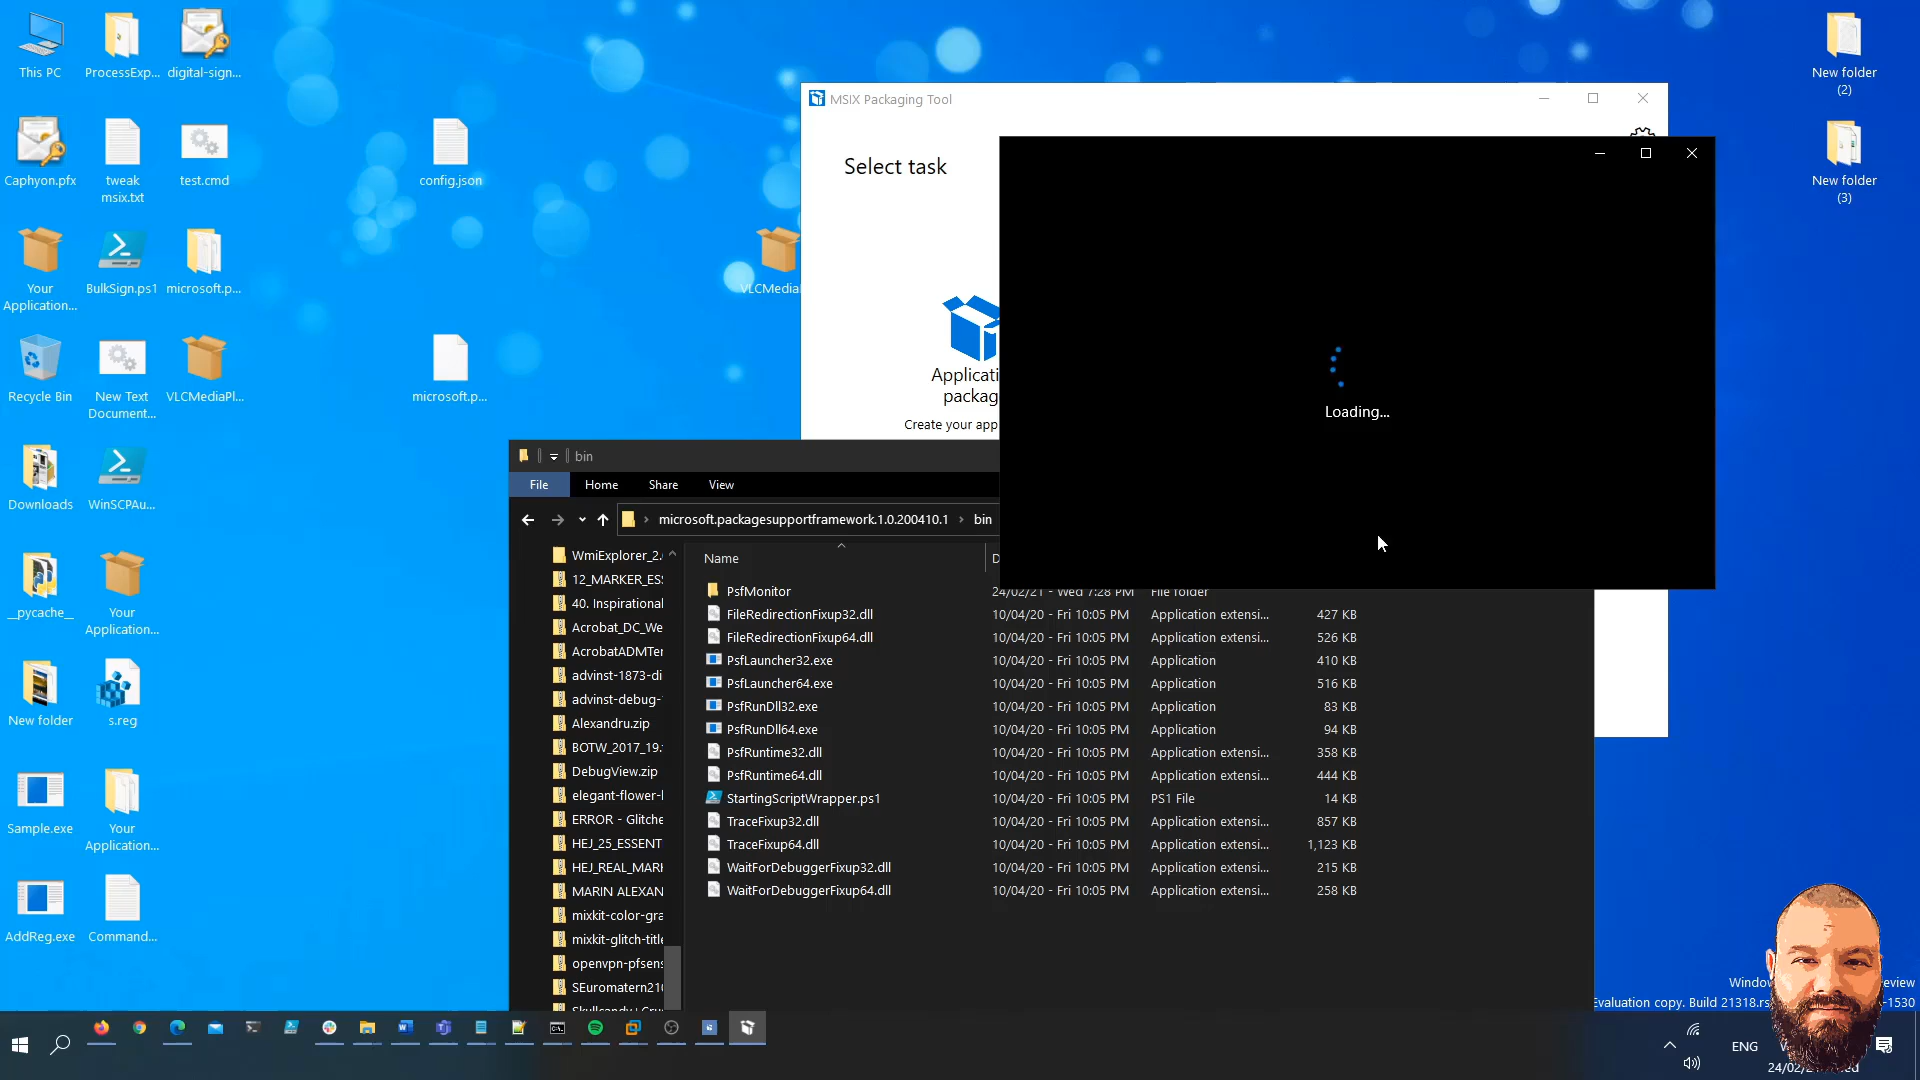 This PC
ProcessExp...
digital-sign...
Caphyon.pfx
tweak
msix.txt
test.cmd
config.json
Your
Application...
BulkSign.ps1
microsoft.p...
VLCMedia
Recycle Bin
New Text
Document...
VLCMediaPl...
microsoft.p...
Downloads
WinSCPAu...
__pycache__
Your
Application...
New folder
s.reg
Sample.exe
Your
Application...
AddReg.exe
Command...
New folder
(2)
New folder
(3)
MSIX Packaging Tool
Select task
Applicati
packag
Create your app
Loading...
bin
File
Home
Share
View
microsoft.packagesupportframework.1.0.200410.1
bin
WmiExplorer_2.
12_MARKER_ES
40. Inspirational
Acrobat_DC_We
AcrobatADMTe
advinst-1873-di
advinst-debug-
Alexandru.zip
BOTW_2017_19.
DebugView.zip
elegant-flower-
ERROR - Glitche
HEJ_25_ESSENT
HEJ_REAL_MAR
MARIN ALEXAN
mixkit-color-gra
mixkit-glitch-title
openvpn-pfsens
SEuromatern21
Name
D
PsfMonitor 24/02/21 - Wed 7:28 PM File folder
FileRedirectionFixup32.dll 10/04/20 - Fri 10:05 PM Application extensi... 427 KB
FileRedirectionFixup64.dll 10/04/20 - Fri 10:05 PM Application extensi... 526 KB
PsfLauncher32.exe 10/04/20 - Fri 10:05 PM Application 410 KB
PsfLauncher64.exe 10/04/20 - Fri 10:05 PM Application 516 KB
PsfRunDll32.exe 10/04/20 - Fri 10:05 PM Application 83 KB
PsfRunDll64.exe 10/04/20 - Fri 10:05 PM Application 94 KB
PsfRuntime32.dll 10/04/20 - Fri 10:05 PM Application extensi... 358 KB
PsfRuntime64.dll 10/04/20 - Fri 10:05 PM Application extensi... 444 KB
StartingScriptWrapper.ps1 10/04/20 - Fri 10:05 PM PS1 File 14 KB
TraceFixup32.dll 10/04/20 - Fri 10:05 PM Application extensi... 857 KB
TraceFixup64.dll 10/04/20 - Fri 10:05 PM Application extensi... 1,123 KB
WaitForDebuggerFixup32.dll 10/04/20 - Fri 10:05 PM Application extensi... 215 KB
WaitForDebuggerFixup64.dll 10/04/20 - Fri 10:05 PM Application extensi... 258 KB
Window eview
Evaluation copy. Build 21318.rs -1530
ENG
24/02/